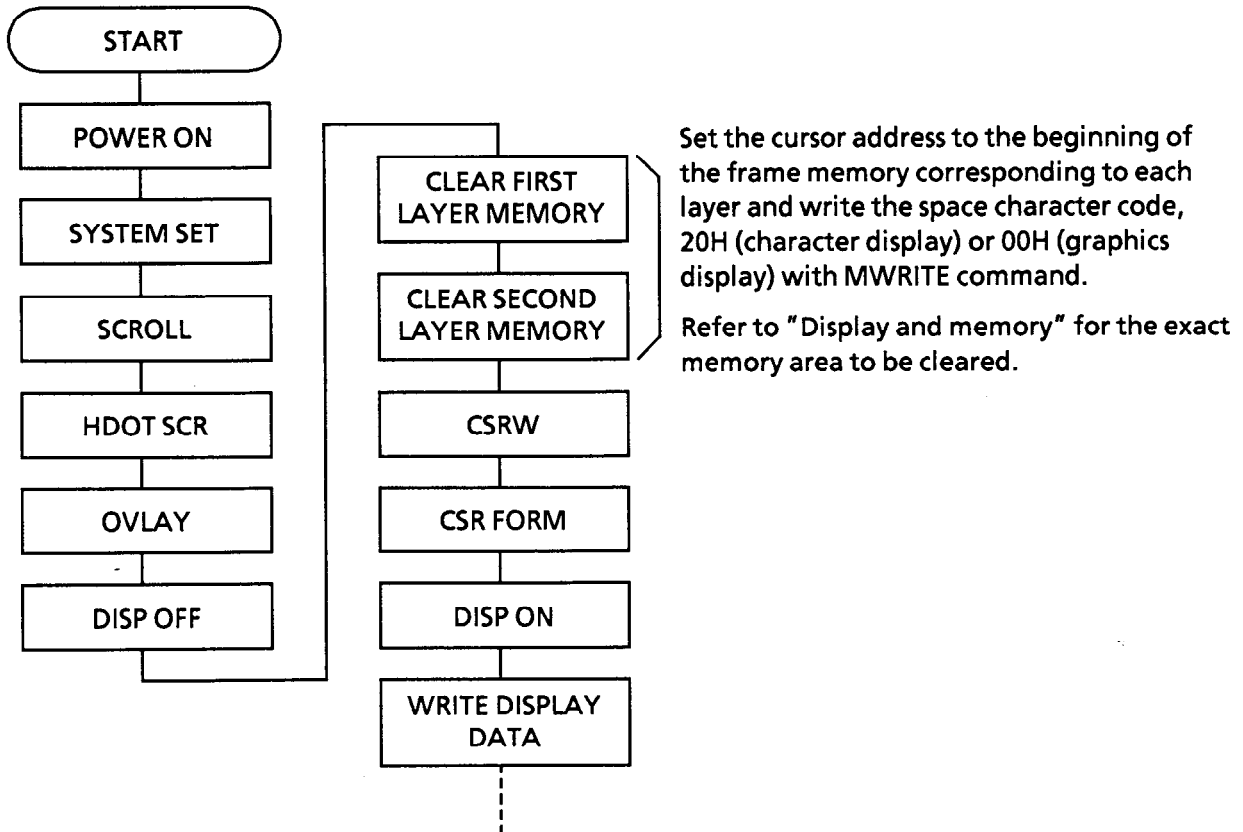 START
POWER ON
SYSTEM SET
SCROLL
HDOT SCR
OVLAY
DISP OFF
CLEAR FIRST
LAYER MEMORY
CLEAR SECOND
LAYER MEMORY
CSRW
CSR FORM
DISP ON
WRITE DISPLAY
DATA
Set the cursor address to the beginning of
the frame memory corresponding to each
layer and write the space character code,
20H (character display) or 00H (graphics
display) with MWRITE command.
Refer to "Display and memory" for the exact
memory area to be cleared.